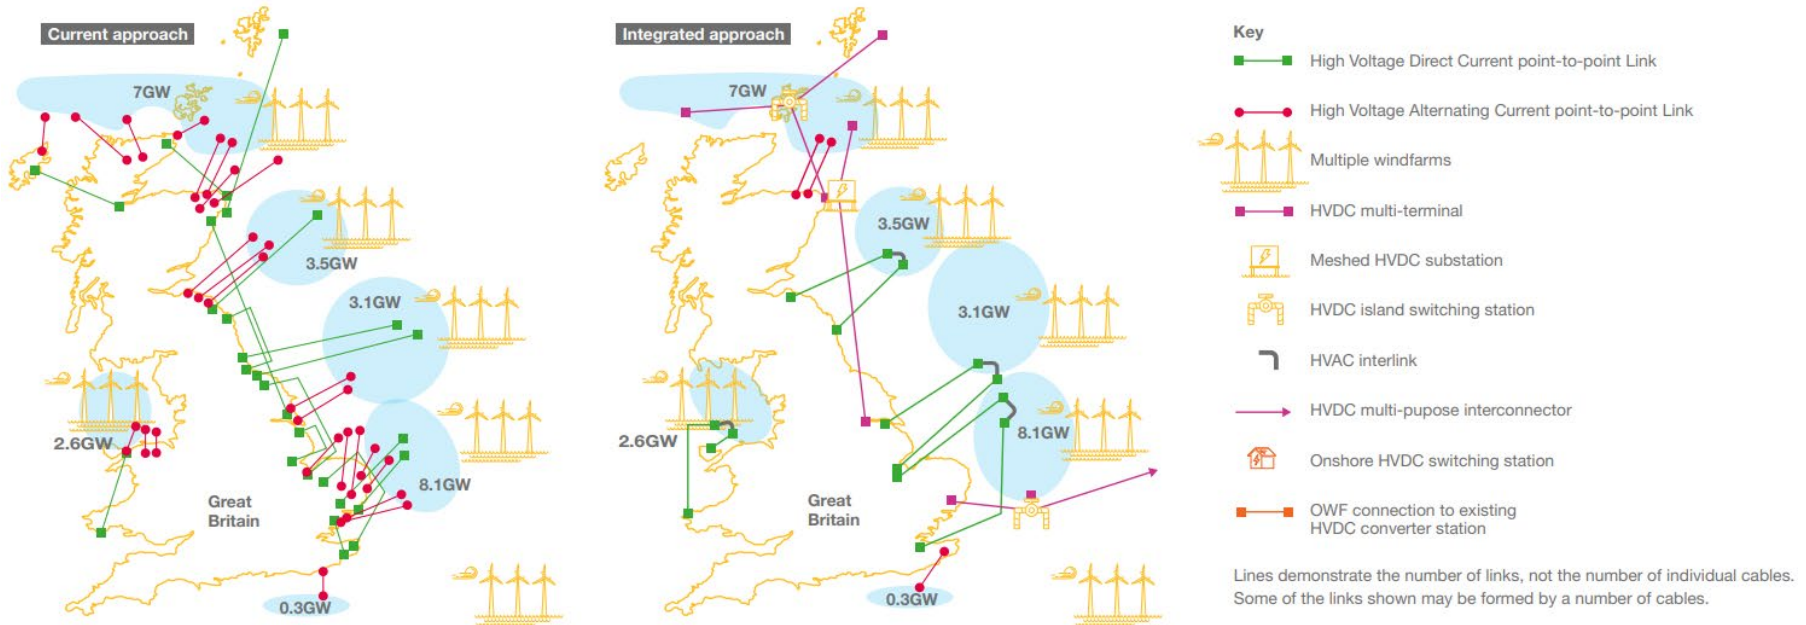 Current approach
7GW
3.5GW
3.1GW
2.6GW
8.1GW
Great
Britain
0.3GW
Integrated approach
7GW
3.5GW
3.1GW
2.6GW
8.1GW
Great
Britain
0.3GW
Key
High Voltage Direct Current point-to-point Link
High Voltage Alternating Current point-to-point Link
Multiple windfarms
HVDC multi-terminal
Meshed HVDC substation
HVDC island switching station
HVAC interlink
HVDC multi-pupose interconnector
Onshore HVDC switching station
OWF connection to existing
HVDC converter station
Lines demonstrate the number of links, not the number of individual cables.
Some of the links shown may be formed by a number of cables.